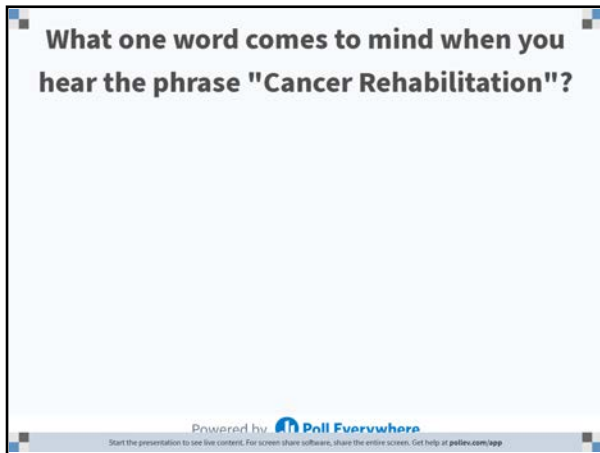 What one word comes to mind when you
hear the phrase "Cancer Rehabilitation"?
Powered by Poll Everywhere
Start the presentation to see live content. For screen share software, share the entire screen. Get help at pollev.com/app